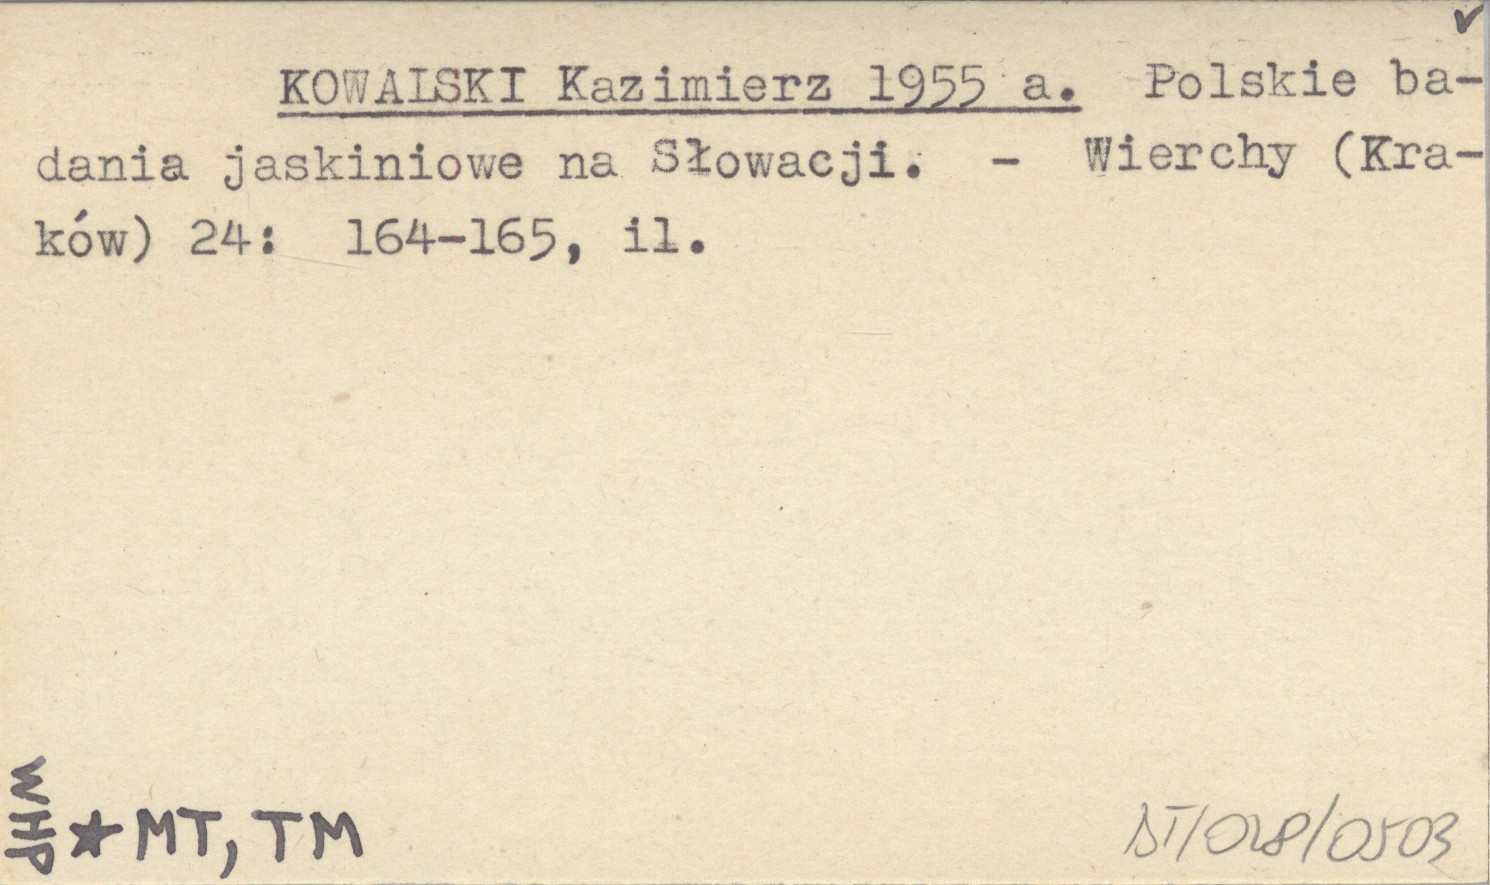 ✓
KOWALSKI Kazimierz 1955 a. Polskie ba-
dania jaskiniowe na Słowacji. - Wierchy (Kra-
ków) 24: 164-165, il.
WHP
★ MT, TM
DT/028/0503